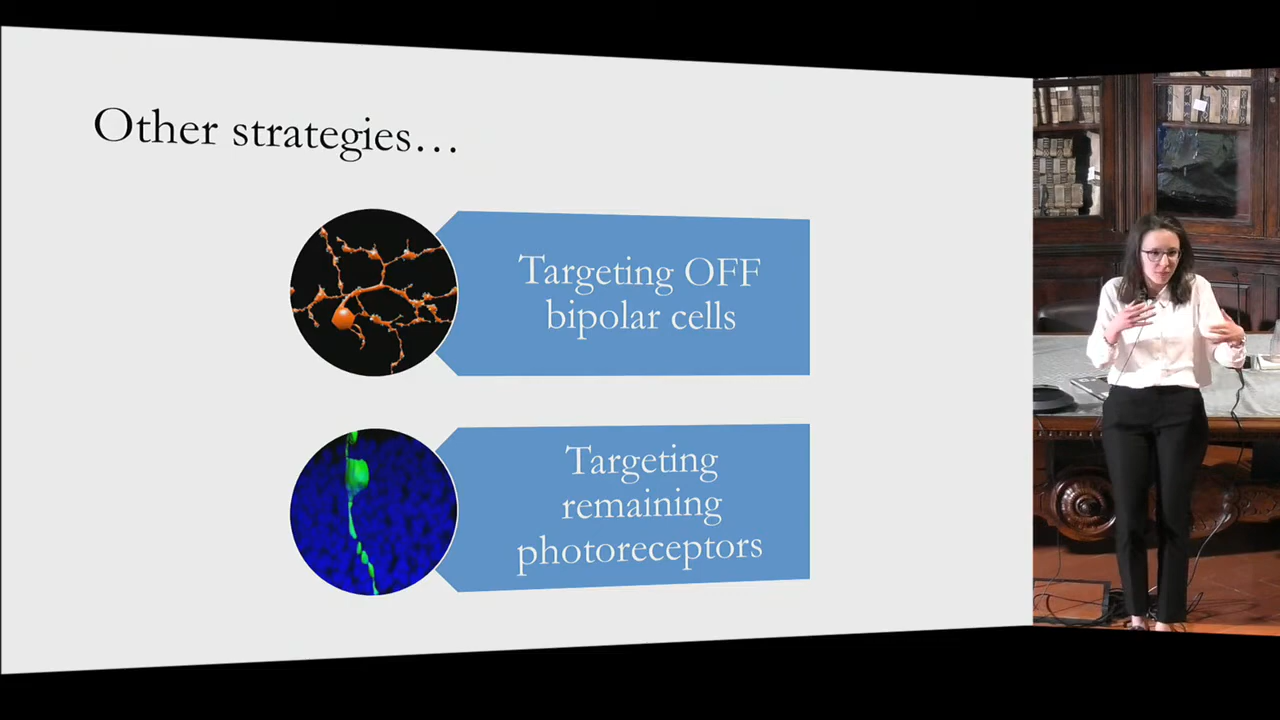 Other strategies…
Targeting OFF
bipolar cells
Targeting
remaining
photoreceptors